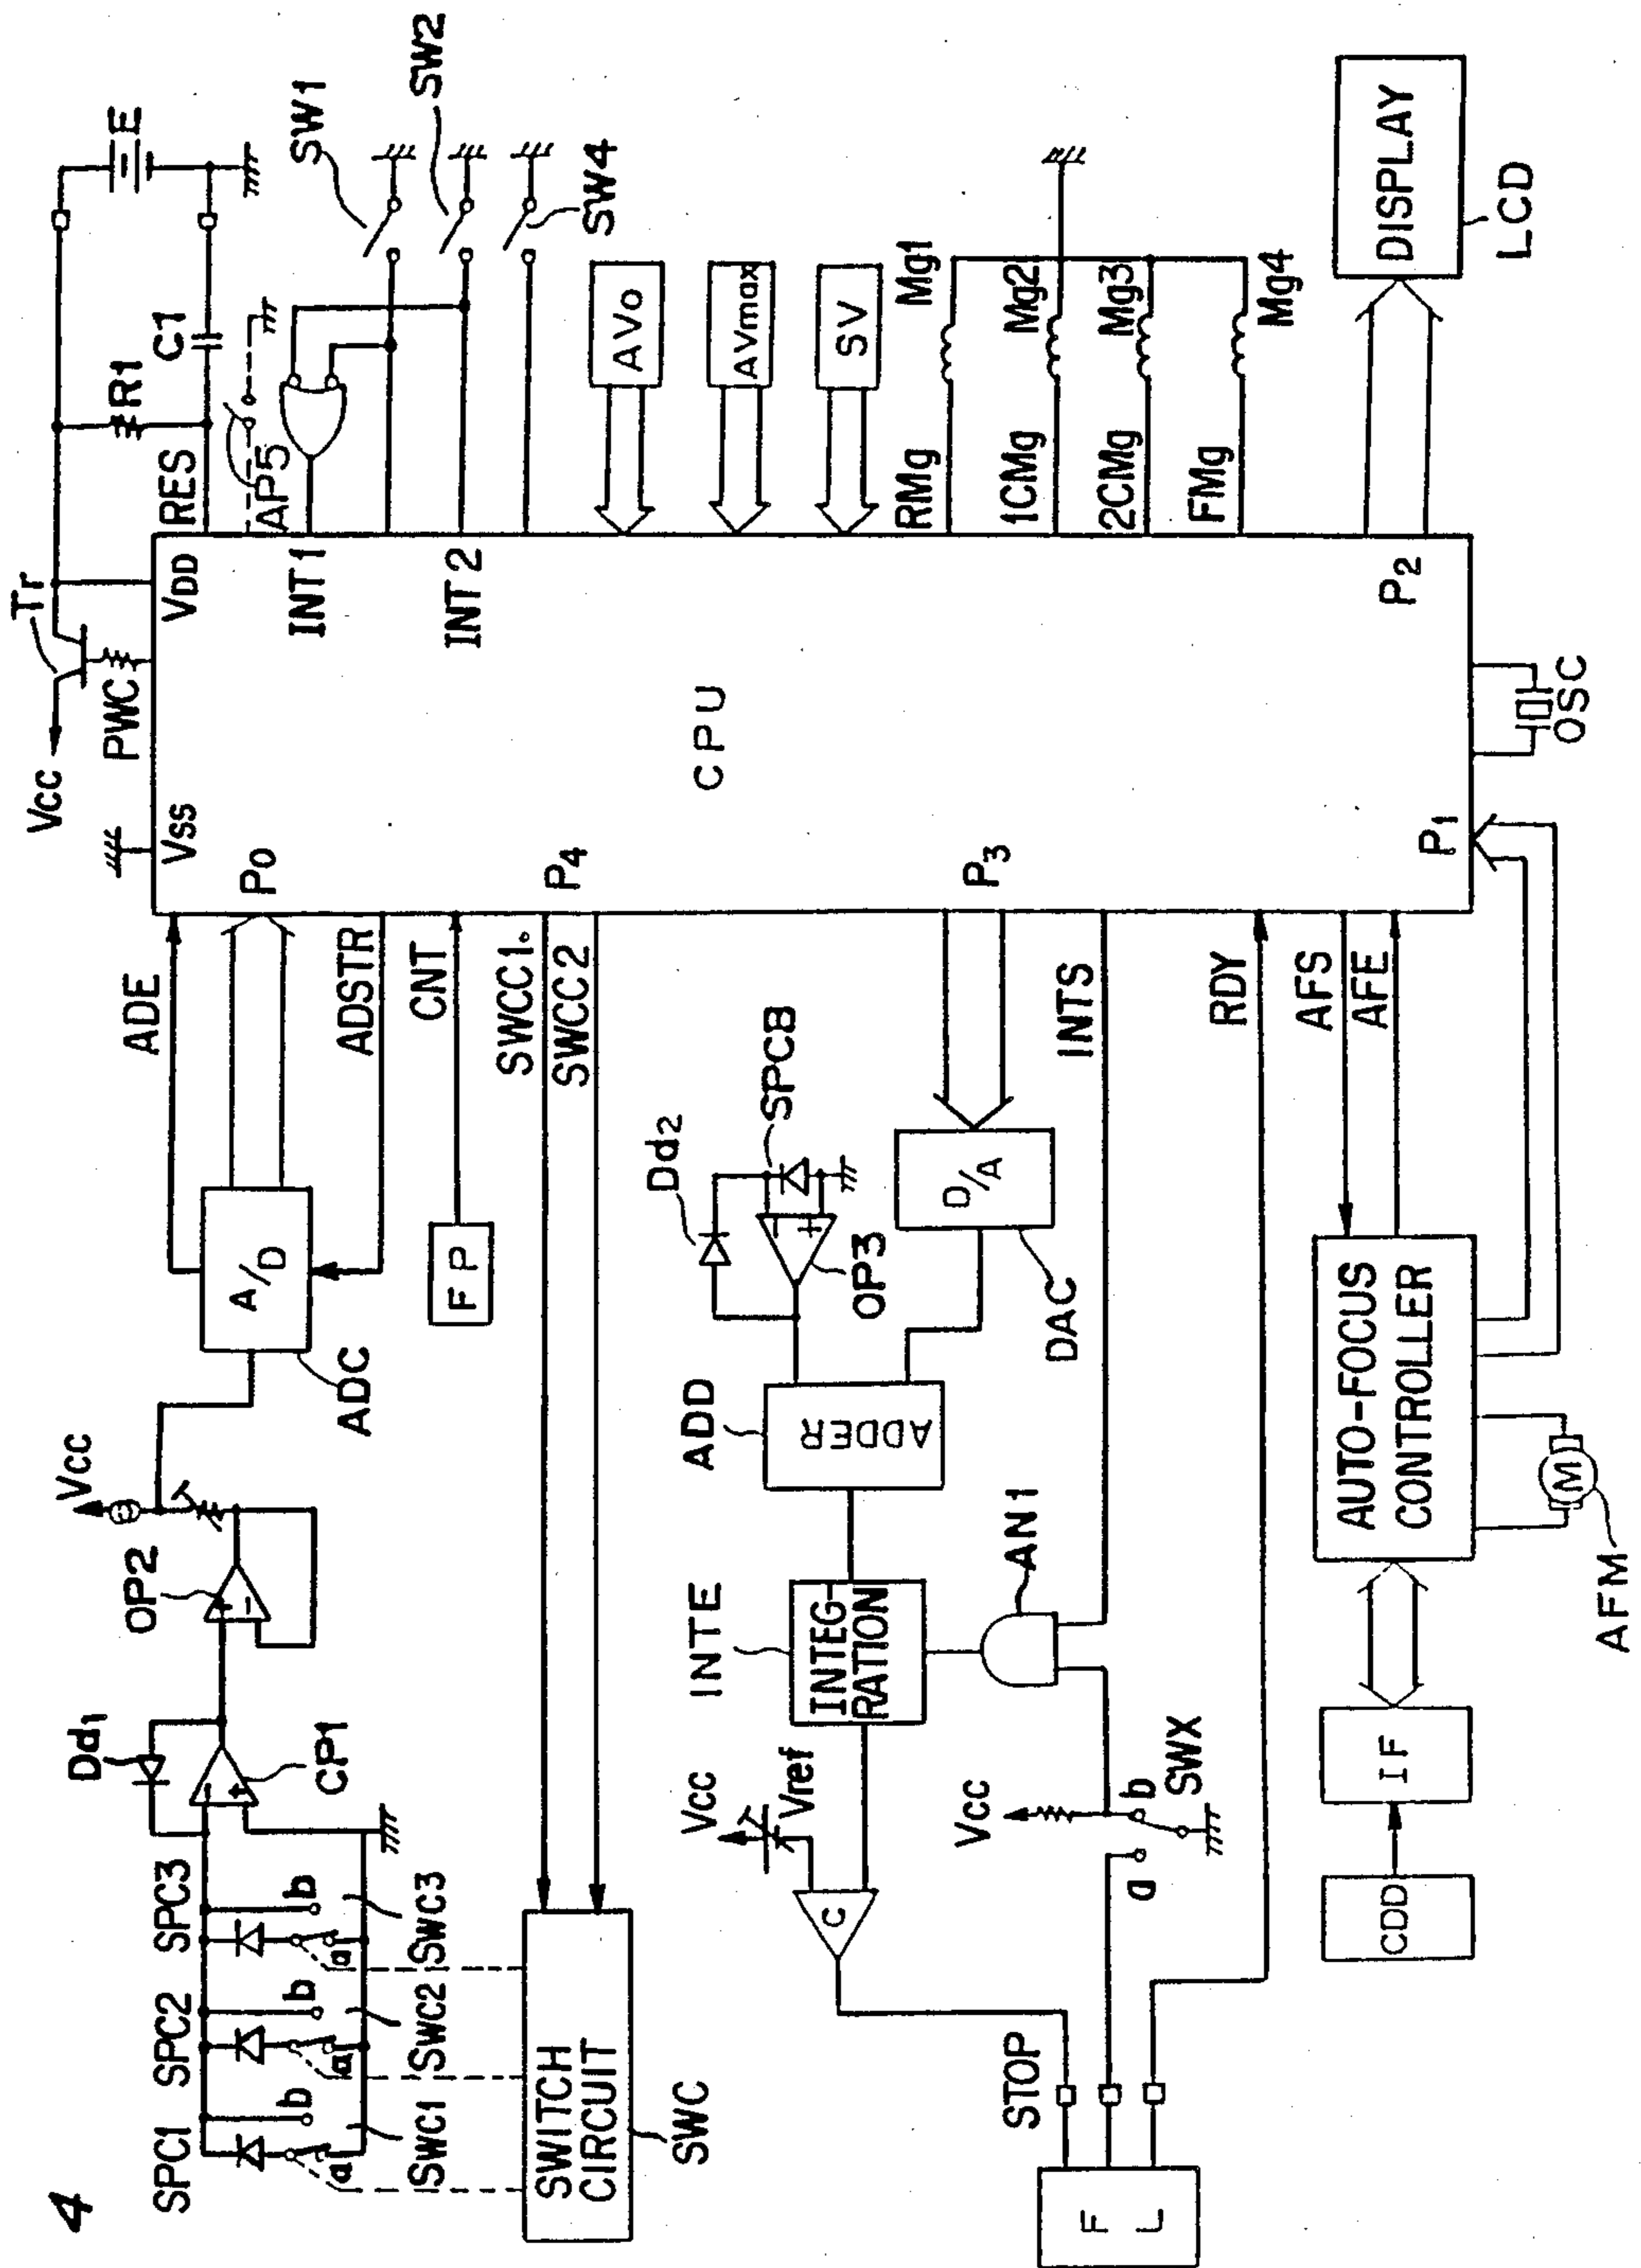 4
SPC1
SPC2
SPC3
b
b
b
a
a
a
SWC1
SWC2
SWC3
Dd1
CP1
+
−
OP2
+
−
Vcc
A/D
ADC
ADE
ADSTR
FP
CNT
SWCC1
SWCC2
SWITCH
CIRCUIT
SWC
Vcc
PWC
Tr
Vss
VDD
P0
P4
P3
P1
P2
CPU
RES
R1
C1
E
AP5
INT1
INT2
SW1
SW2
SW4
AVo
AVmax
SV
RMg
1CMg
2CMg
FMg
Mg1
Mg2
Mg3
Mg4
DISPLAY
LCD
OSC
Dd2
SPCB
OP3
−
+
D/A
DAC
ADD
ADDER
INTE
INTEG-
RATION
AN1
INTS
Vcc
Vref
C
Vcc
a
b
SWX
STOP
FL
RDY
AFS
AFE
AUTO-FOCUS
CONTROLLER
M
AFM
IF
CDD